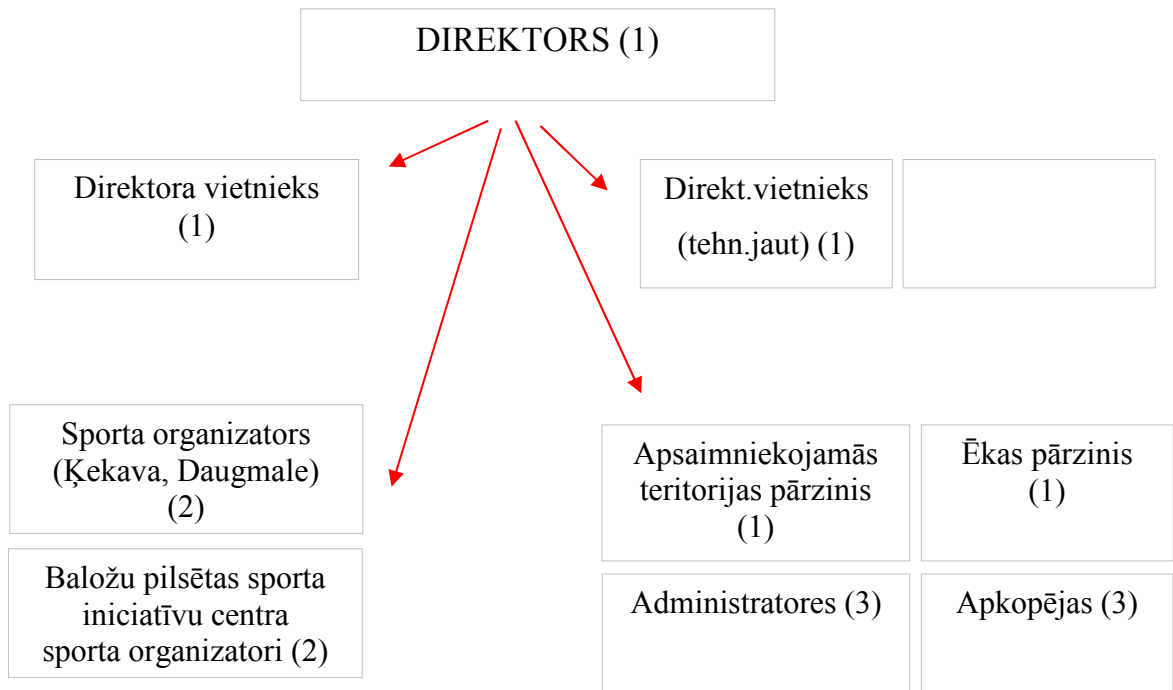 DIREKTORS (1)
Direktora vietnieks
(1)
Direkt.vietnieks
(tehn.jaut) (1)
Sporta organizators
(Ķekava, Daugmale)
(2)
Baložu pilsētas sporta
iniciatīvu centra
sporta organizatori (2)
Apsaimniekojamās
teritorijas pārzinis
(1)
Ēkas pārzinis
(1)
Administratores (3)
Apkopējas (3)